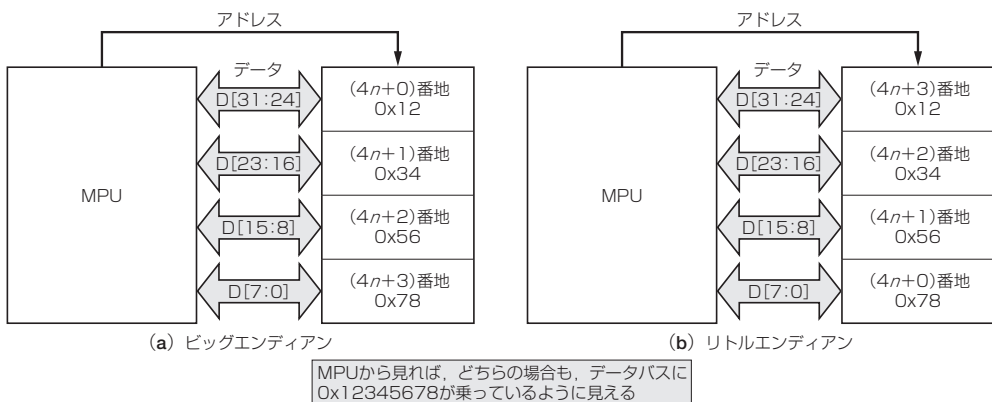 アドレス
データ
MPU
D[31:24]
D[23:16]
D[15:8]
D[7:0]
(4n+0)番地
0x12
(4n+1)番地
0x34
(4n+2)番地
0x56
(4n+3)番地
0x78
(a) ビッグエンディアン
アドレス
データ
MPU
D[31:24]
D[23:16]
D[15:8]
D[7:0]
(4n+3)番地
0x12
(4n+2)番地
0x34
(4n+1)番地
0x56
(4n+0)番地
0x78
(b) リトルエンディアン
MPUから見れば，どちらの場合も，データバスに
0x12345678が乗っているように見える